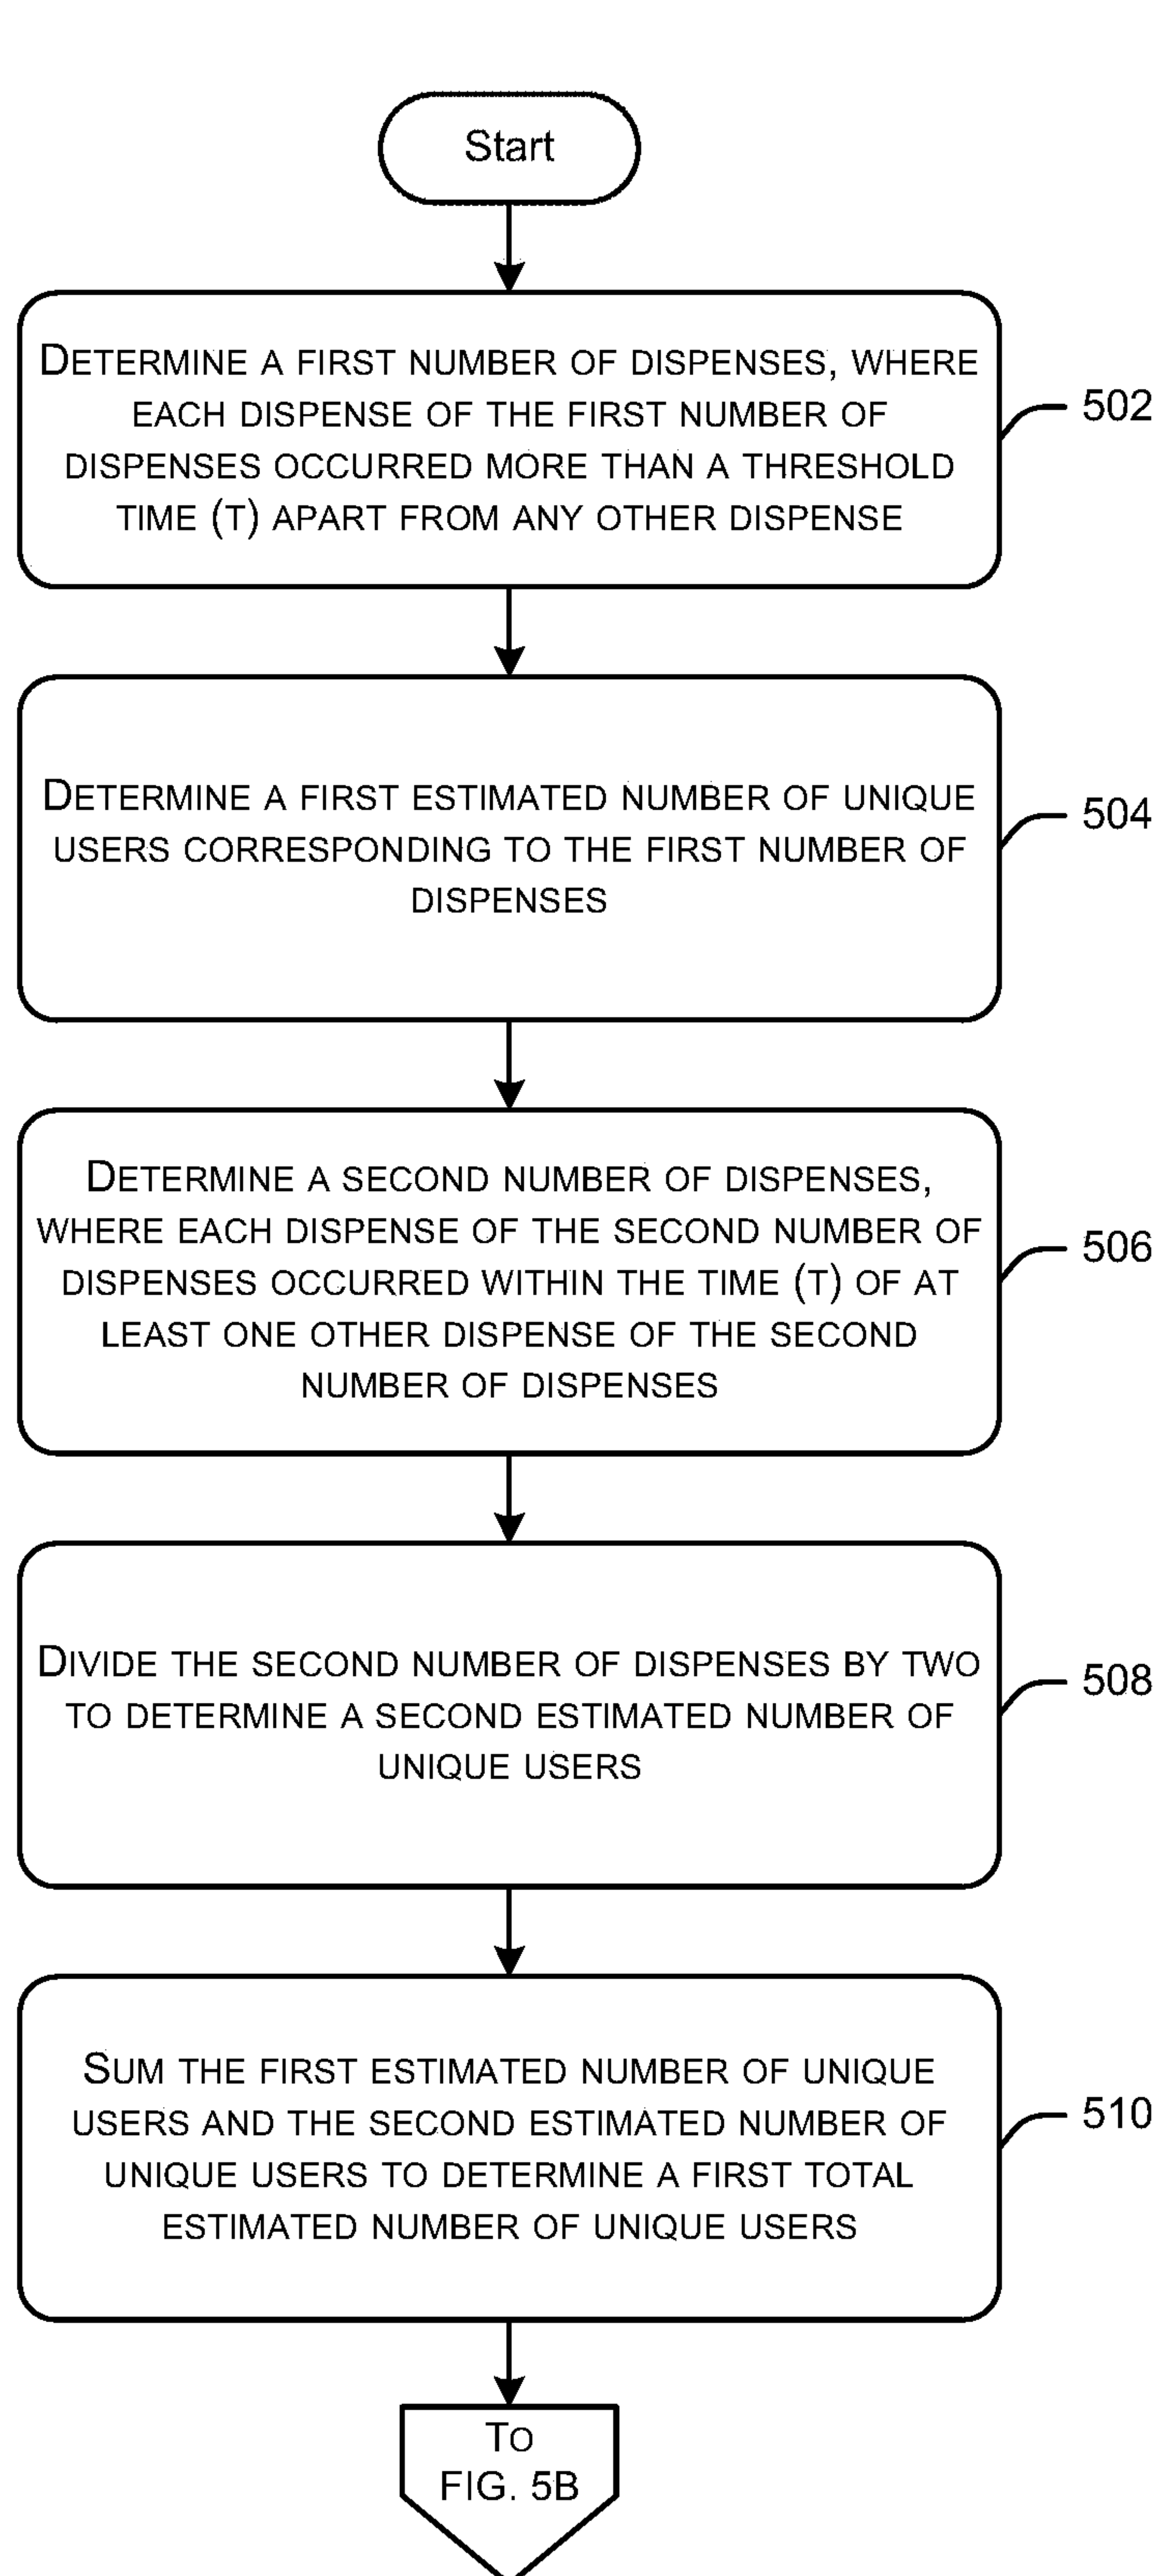 Start
DETERMINE A FIRST NUMBER OF DISPENSES, WHERE
EACH DISPENSE OF THE FIRST NUMBER OF
DISPENSES OCCURRED MORE THAN A THRESHOLD
TIME (T) APART FROM ANY OTHER DISPENSE
502
DETERMINE A FIRST ESTIMATED NUMBER OF UNIQUE
USERS CORRESPONDING TO THE FIRST NUMBER OF
DISPENSES
504
DETERMINE A SECOND NUMBER OF DISPENSES,
WHERE EACH DISPENSE OF THE SECOND NUMBER OF
DISPENSES OCCURRED WITHIN THE TIME (T) OF AT
LEAST ONE OTHER DISPENSE OF THE SECOND
NUMBER OF DISPENSES
506
DIVIDE THE SECOND NUMBER OF DISPENSES BY TWO
TO DETERMINE A SECOND ESTIMATED NUMBER OF
UNIQUE USERS
508
SUM THE FIRST ESTIMATED NUMBER OF UNIQUE
USERS AND THE SECOND ESTIMATED NUMBER OF
UNIQUE USERS TO DETERMINE A FIRST TOTAL
ESTIMATED NUMBER OF UNIQUE USERS
510
TO
FIG. 5B